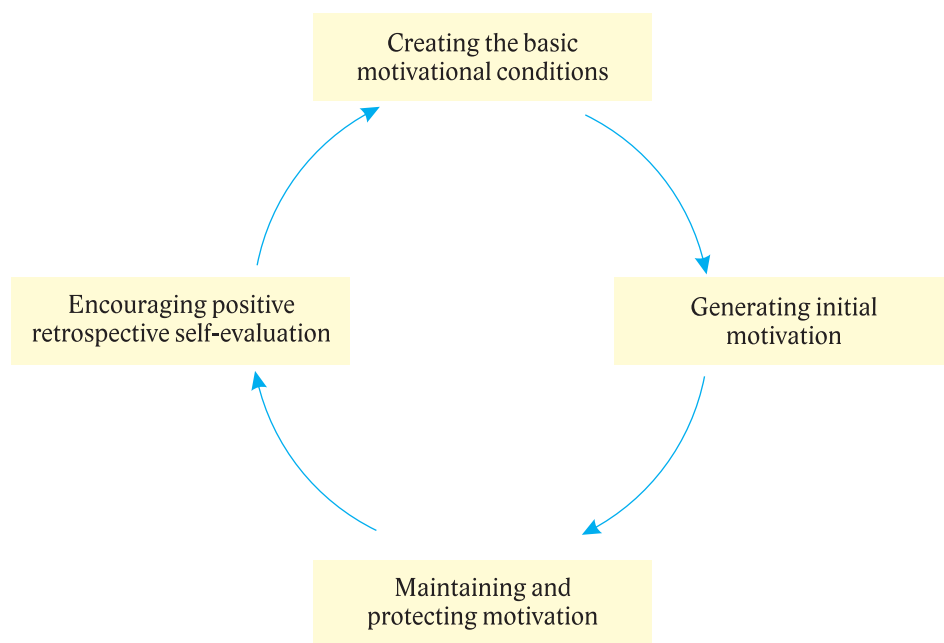 Creating the basic
motivational conditions
Generating initial
motivation
Maintaining and
protecting motivation
Encouraging positive
retrospective self-evaluation